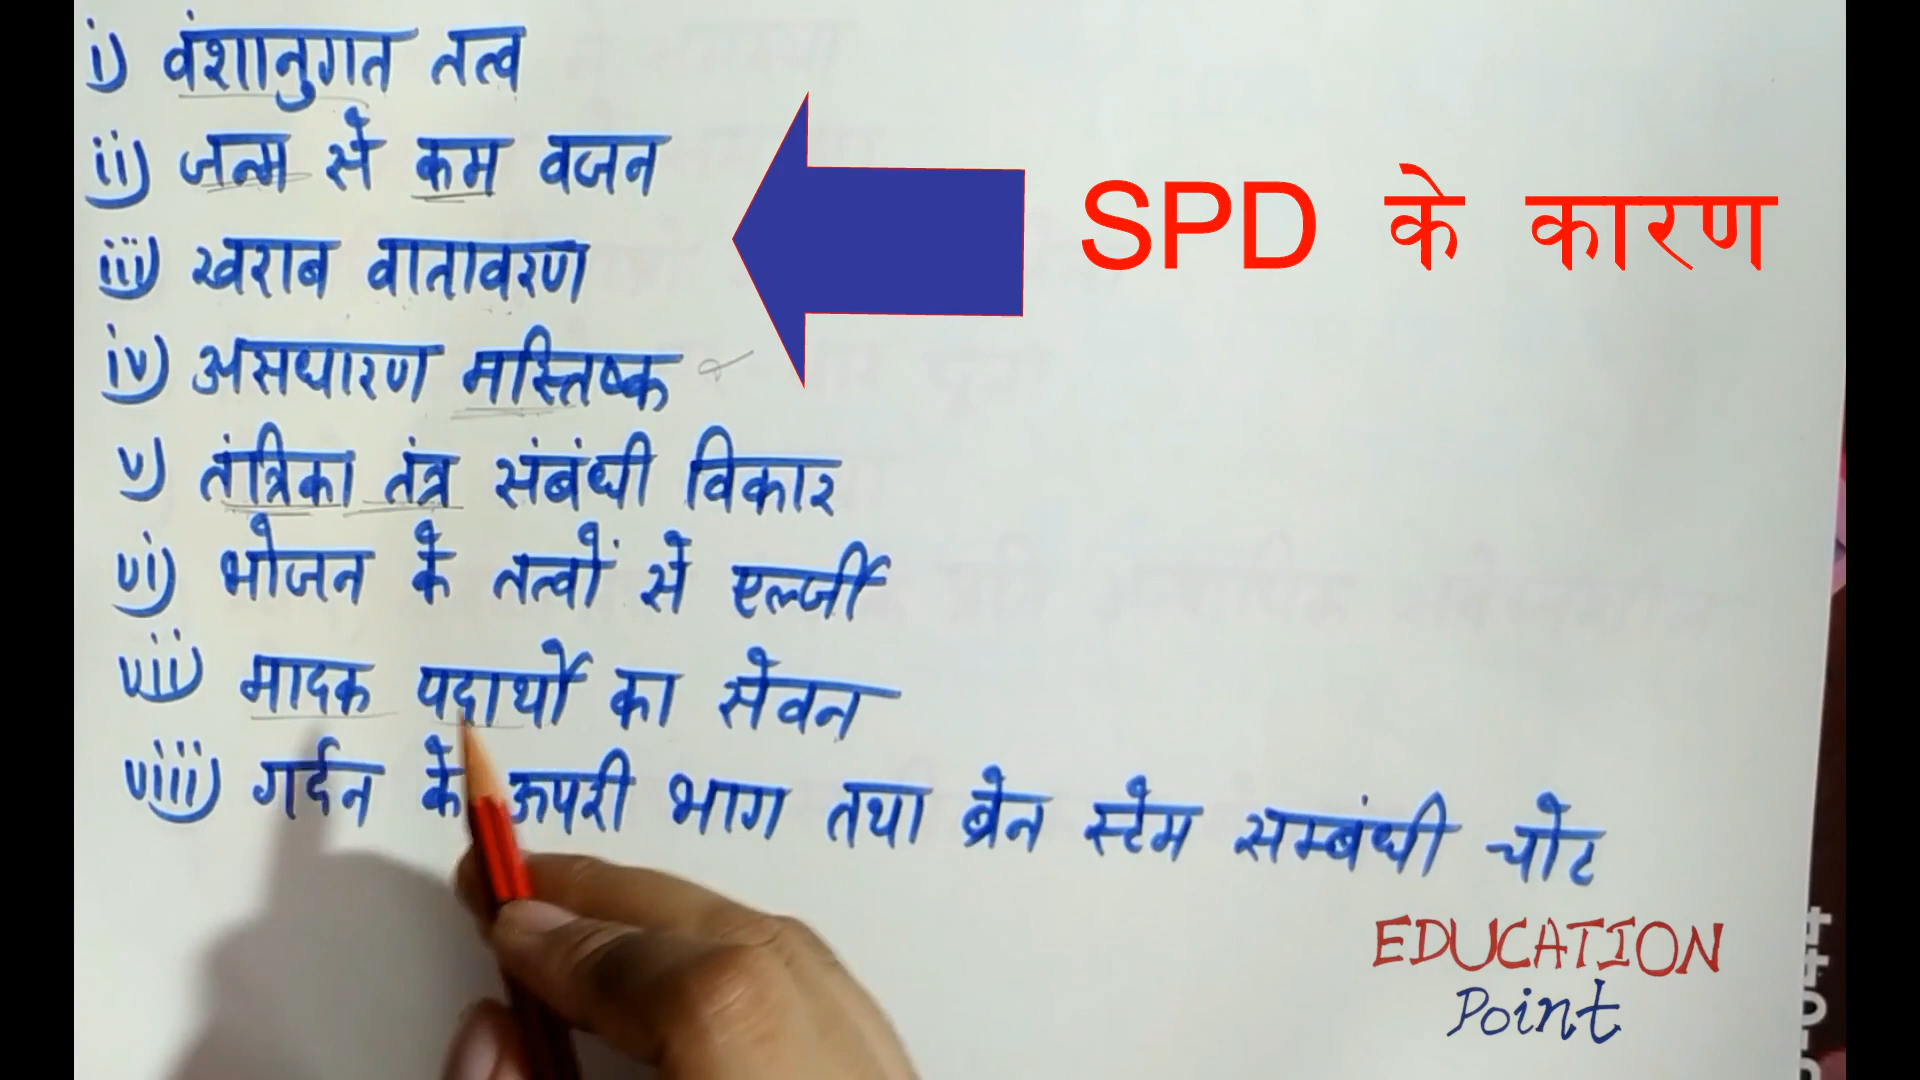 i) वंशानुगत तत्व
ii) जन्म से कम वजन
iii) खराब वातावरण
iv) असधारण मस्तिष्क
v) तंत्रिका तंत्र संबंधी विकार
vi) भोजन के तत्वों से एल्जी
vii) मादक पदार्थो का सेवन
viii) गर्दन के ऊपरी भाग तथा ब्रेन स्टेम सम्बंधी चोट
SPD के कारण
EDUCATION
Point